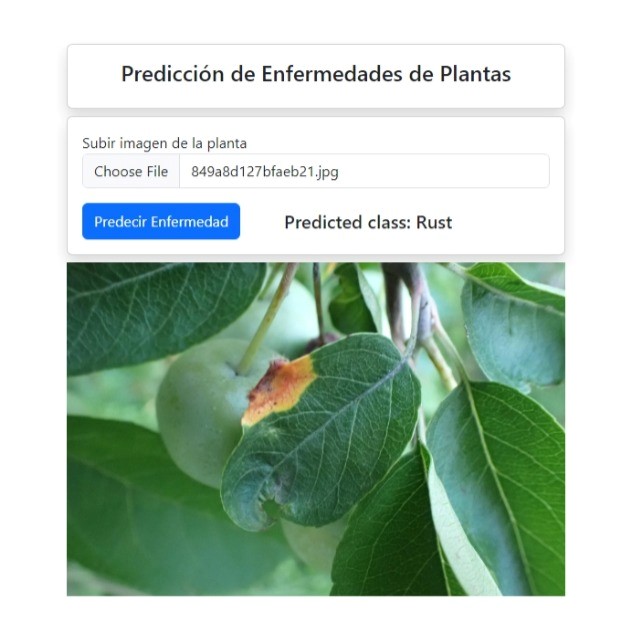 Predicción de Enfermedades de Plantas
Subir imagen de la planta
Choose File 849a8d127bfaeb21.jpg
Predecir Enfermedad Predicted class: Rust